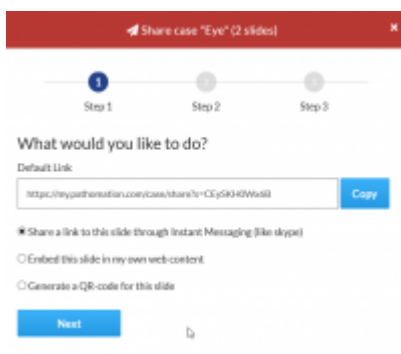 Share case "Eye" (2 slides)
×
1
2
3
Step 1
Step 2
Step 3
What would you like to do?
Default Link
Copy
Share a link to this slide through Instant Messaging (like skype)
Embed this slide in my own web content
Generate a QR-code for this slide
Next